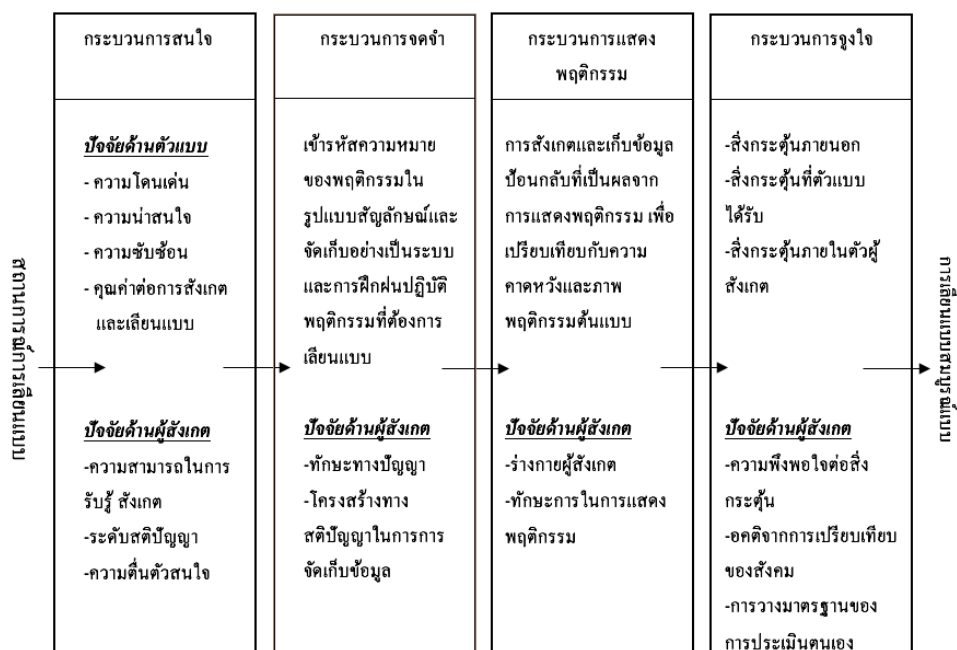 สถานการณ์การเลียนแบบ
กระบวนการสนใจ
ปัจจัยด้านตัวแบบ
- ความโดนเด่น
- ความน่าสนใจ
- ความซับซ้อน
- คุณค่าต่อการสังเกต
และเลียนแบบ
ปัจจัยด้านผู้สังเกต
-ความสามารถในการ
รับรู้ สังเกต
-ระดับสติปัญญา
-ความตื่นตัวสนใจ
กระบวนการจดจำ
เข้ารหัสความหมาย
ของพฤติกรรมใน
รูปแบบสัญลักษณ์และ
จัดเก็บอย่างเป็นระบบ
และการฝึกฝนปฏิบัติ
พฤติกรรมที่ต้องการ
เลียนแบบ
ปัจจัยด้านผู้สังเกต
-ทักษะทางปัญญา
-โครงสร้างทาง
สติปัญญาในการการ
จัดเก็บข้อมูล
กระบวนการแสดง
พฤติกรรม
การสังเกตและเก็บข้อมูล
ป้อนกลับที่เป็นผลจาก
การแสดงพฤติกรรม เพื่อ
เปรียบเทียบกับความ
คาดหวังและภาพ
พฤติกรรมต้นแบบ
ปัจจัยด้านผู้สังเกต
-ร่างกายผู้สังเกต
-ทักษะการในการแสดง
พฤติกรรม
กระบวนการจูงใจ
-สิ่งกระตุ้นภายนอก
-สิ่งกระตุ้นที่ตัวแบบ
ได้รับ
-สิ่งกระตุ้นภายในตัวผู้
สังเกต
ปัจจัยด้านผู้สังเกต
-ความพึงพอใจต่อสิ่ง
กระตุ้น
-อคติจากการเปรียบเทียบ
ของสังคม
-การวางมาตรฐานของ
การประเมินตนเอง
การเลียนแบบสมบูรณ์แบบ